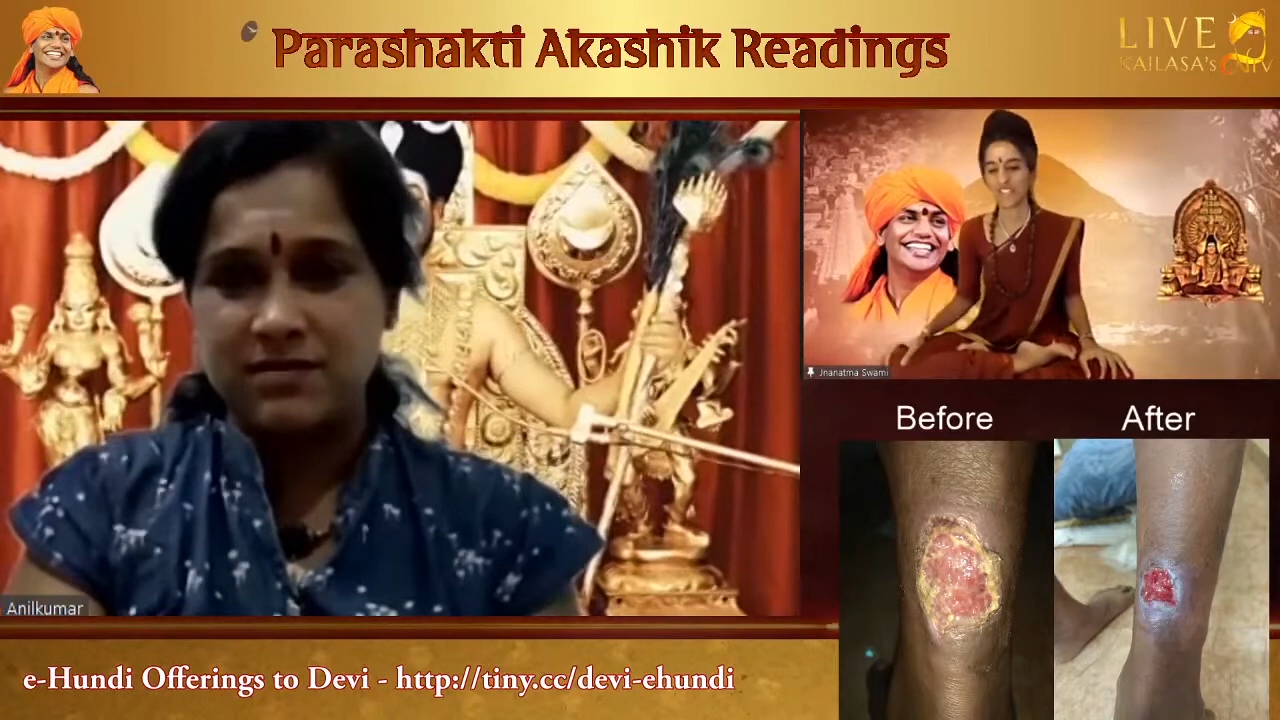 Parashakti Akashik Readings
LIVE
KAILASA's
Jnanatma Swami
Before
After
Anilkumar
e-Hundi Offerings to Devi - http://tiny.cc/devi-ehundi